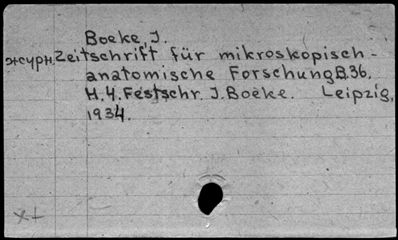 Boeke, J.
журн. Zeitschrift für mikroskopisch-
anatomische Forschung B. 36.
H. 4. Festschr. J. Boeke. Leipzig,
1934.